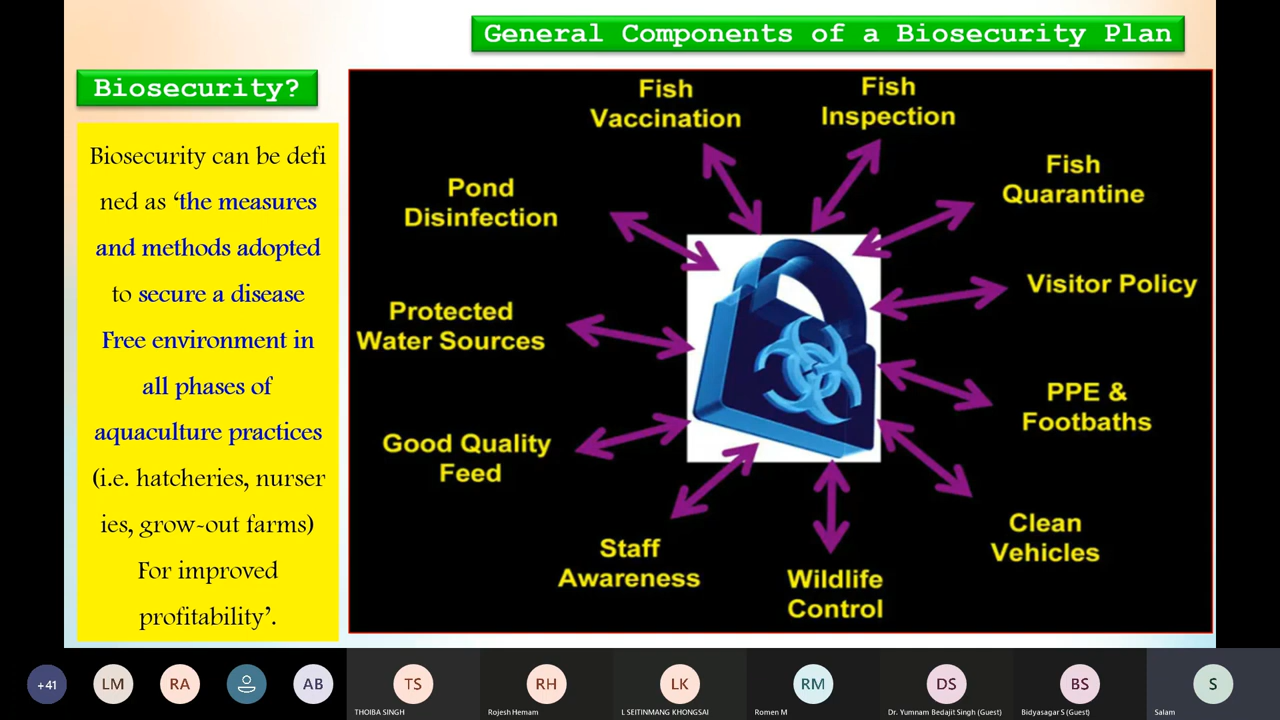 General Components of a Biosecurity Plan
Biosecurity?
Biosecurity can be defi
ned as ‘the measures
and methods adopted
to secure a disease
Free environment in
all phases of
aquaculture practices
(i.e. hatcheries, nurser
ies, grow-out farms)
For improved
profitability’.
Fish
Vaccination
Fish
Inspection
Fish
Quarantine
Pond
Disinfection
Visitor Policy
Protected
Water Sources
PPE &
Footbaths
Good Quality
Feed
Clean
Vehicles
Staff
Awareness
Wildlife
Control
+41
LM
RA
AB
TS
RH
LK
RM
DS
BS
S
THOIBA SINGH
Rojesh Hemam
L SEITINMANG KHONGSAI
Romen M
Dr. Yumnam Bedajit Singh (Guest)
Bidyasagar S (Guest)
Salam